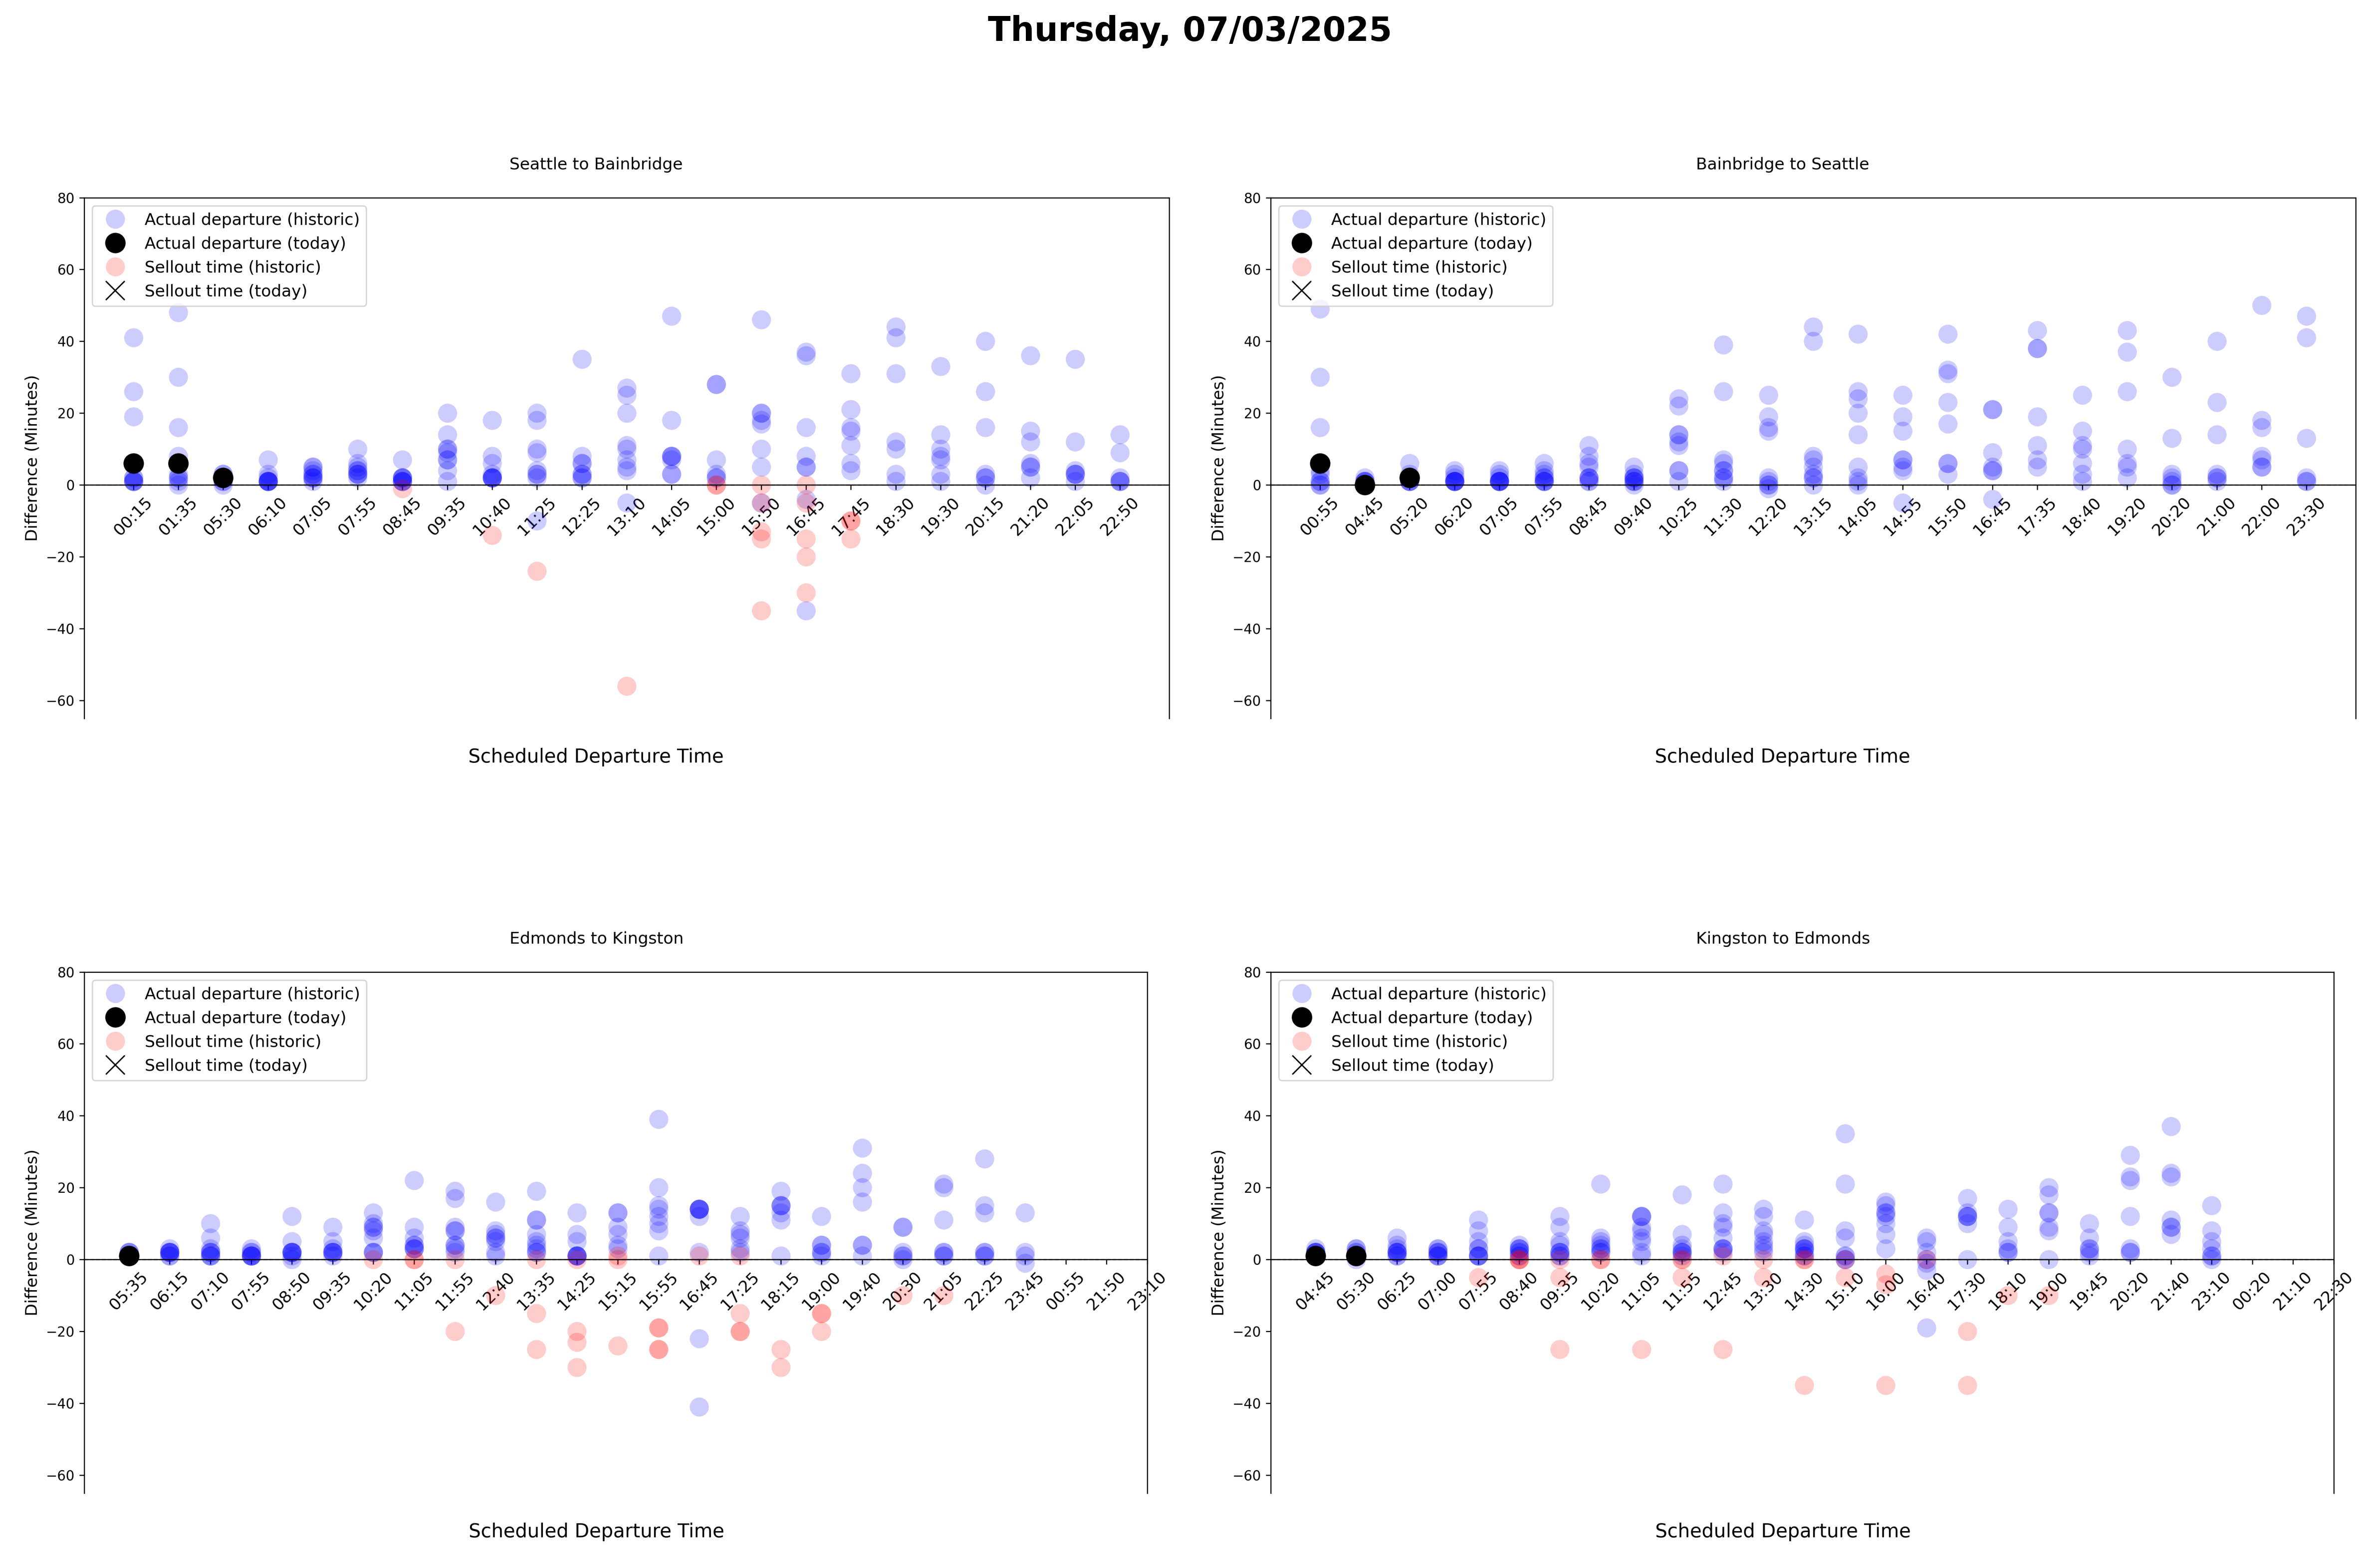 Thursday, 07/03/2025
Seattle to Bainbridge
80
60
40
20
0
−20
−40
−60
Difference (Minutes)
Actual departure (historic)
Actual departure (today)
Sellout time (historic)
Sellout time (today)
00:15 01:35 05:30 06:10 07:05 07:55 08:45 09:35 10:40 11:25 12:25 13:10 14:05 15:00 15:50 16:45 17:45 18:30 19:30 20:15 21:20 22:05 22:50
Scheduled Departure Time
Bainbridge to Seattle
80
60
40
20
0
−20
−40
−60
Difference (Minutes)
Actual departure (historic)
Actual departure (today)
Sellout time (historic)
Sellout time (today)
00:55 04:45 05:20 06:20 07:05 07:55 08:45 09:40 10:25 11:30 12:20 13:15 14:05 14:55 15:50 16:45 17:35 18:40 19:20 20:20 21:00 22:00 23:30
Scheduled Departure Time
Edmonds to Kingston
80
60
40
20
0
−20
−40
−60
Difference (Minutes)
Actual departure (historic)
Actual departure (today)
Sellout time (historic)
Sellout time (today)
05:35 06:15 07:10 07:55 08:50 09:35 10:20 11:05 11:55 12:40 13:35 14:25 15:15 15:55 16:45 17:25 18:15 19:00 19:40 20:30 21:05 22:25 23:45 00:55 21:50 23:10
Scheduled Departure Time
Kingston to Edmonds
80
60
40
20
0
−20
−40
−60
Difference (Minutes)
Actual departure (historic)
Actual departure (today)
Sellout time (historic)
Sellout time (today)
04:45 05:30 06:25 07:00 07:55 08:40 09:35 10:20 11:05 11:55 12:45 13:30 14:30 15:10 16:00 16:40 17:30 18:10 19:00 19:45 20:20 21:40 23:10 00:20 21:10 22:30
Scheduled Departure Time